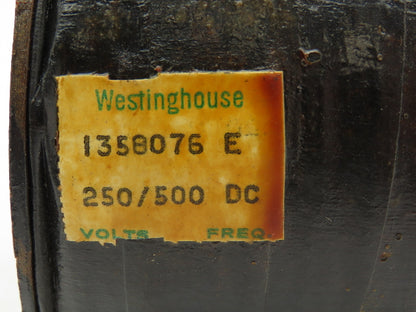 Westinghouse
1358076 E
250/500 DC
VOLTS FREQ.